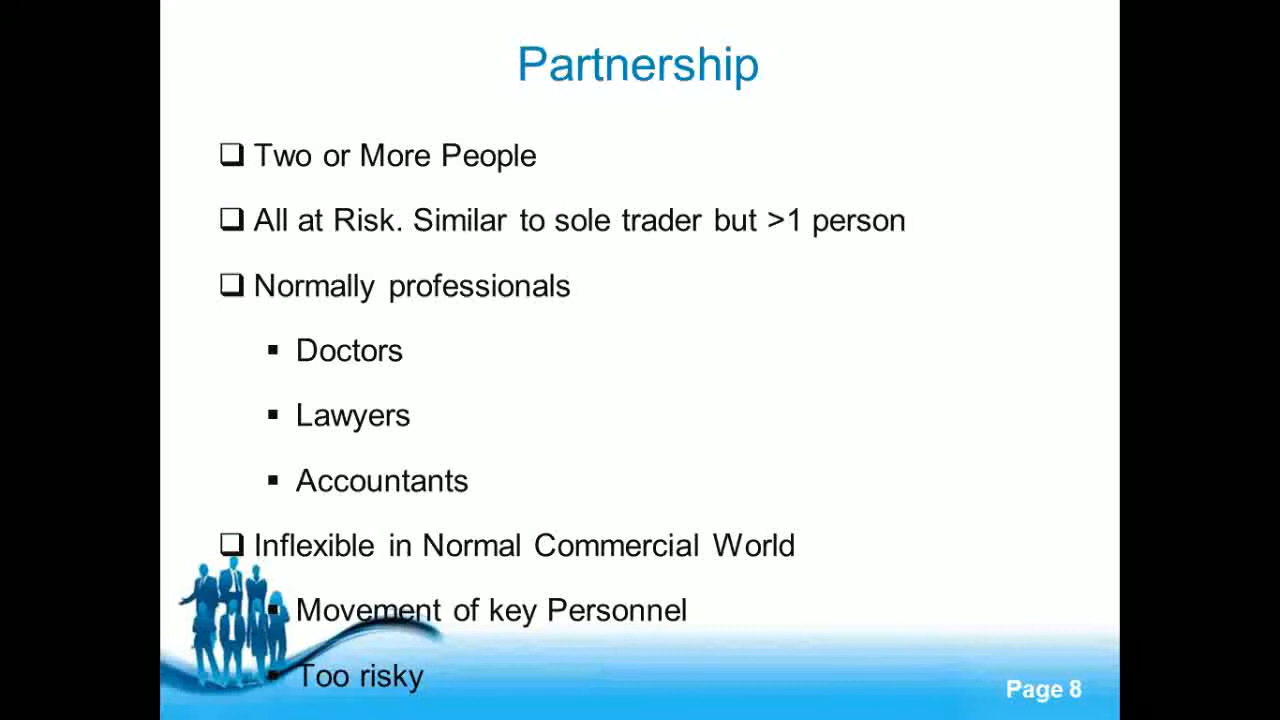 Partnership
❑ Two or More People
❑ All at Risk. Similar to sole trader but >1 person
❑ Normally professionals
▪ Doctors
▪ Lawyers
▪ Accountants
❑ Inflexible in Normal Commercial World
▪ Movement of key Personnel
▪ Too risky
Page 8